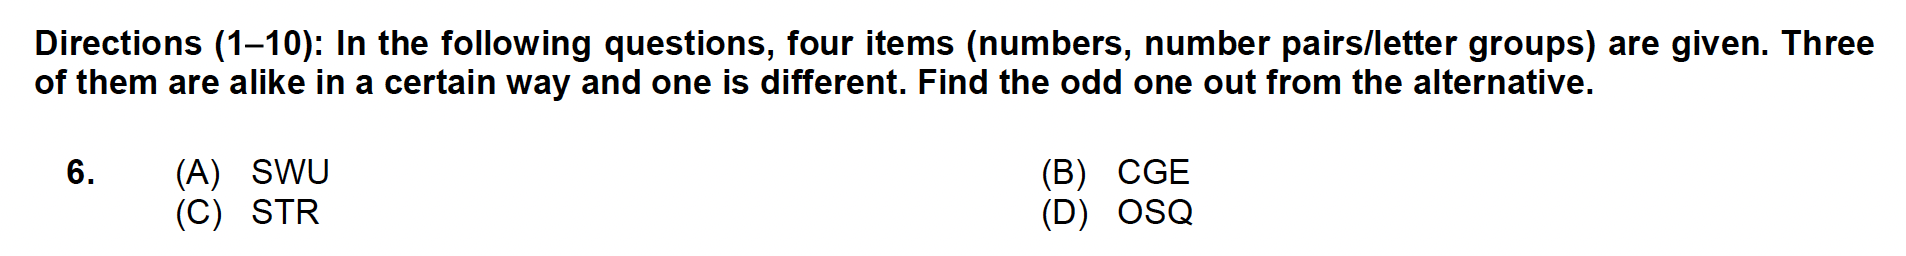 Directions (1–10): In the following questions, four items (numbers, number pairs/letter groups) are given. Three
of them are alike in a certain way and one is different. Find the odd one out from the alternative.
6. (A) SWU (B) CGE
(C) STR (D) OSQ